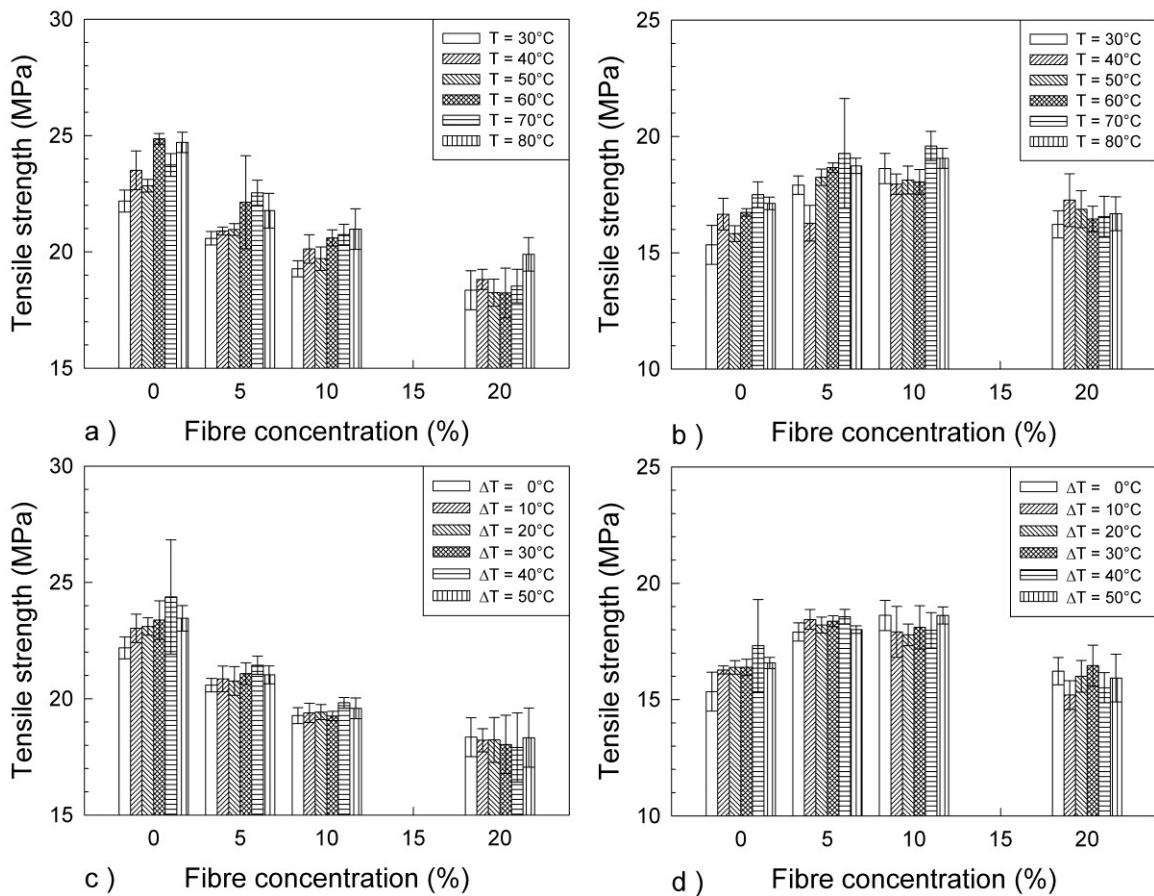 30
25
20
15
Tensile strength (MPa)
T = 30°C
T = 40°C
T = 50°C
T = 60°C
T = 70°C
T = 80°C
0 5 10 15 20
a ) Fibre concentration (%)
25
20
15
10
Tensile strength (MPa)
T = 30°C
T = 40°C
T = 50°C
T = 60°C
T = 70°C
T = 80°C
0 5 10 15 20
b ) Fibre concentration (%)
30
25
20
15
Tensile strength (MPa)
ΔT = 0°C
ΔT = 10°C
ΔT = 20°C
ΔT = 30°C
ΔT = 40°C
ΔT = 50°C
0 5 10 15 20
c ) Fibre concentration (%)
25
20
15
10
Tensile strength (MPa)
ΔT = 0°C
ΔT = 10°C
ΔT = 20°C
ΔT = 30°C
ΔT = 40°C
ΔT = 50°C
0 5 10 15 20
d ) Fibre concentration (%)